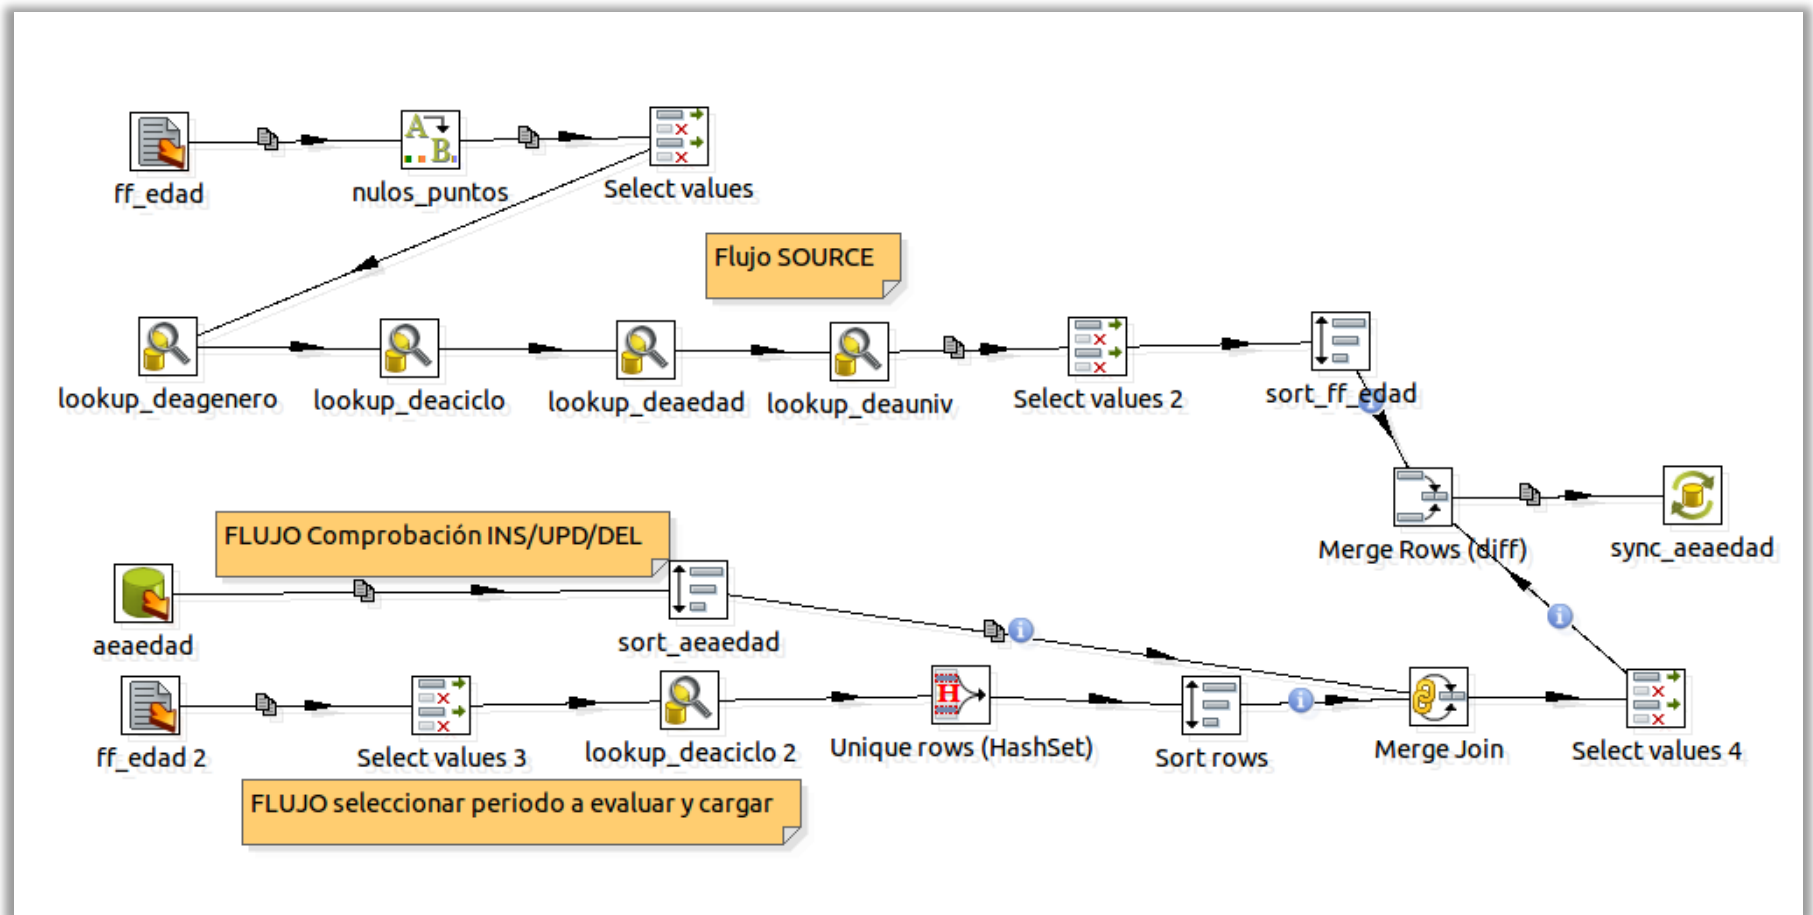 ff_edad
nulos_puntos
Select values
Flujo SOURCE
lookup_deagenero
lookup_deaciclo
lookup_deaedad
lookup_deauniv
Select values 2
sort_ff_edad
Merge Rows (diff)
sync_aeaedad
FLUJO Comprobación INS/UPD/DEL
aeaedad
sort_aeaedad
ff_edad 2
Select values 3
lookup_deaciclo 2
Unique rows (HashSet)
Sort rows
Merge Join
Select values 4
FLUJO seleccionar periodo a evaluar y cargar